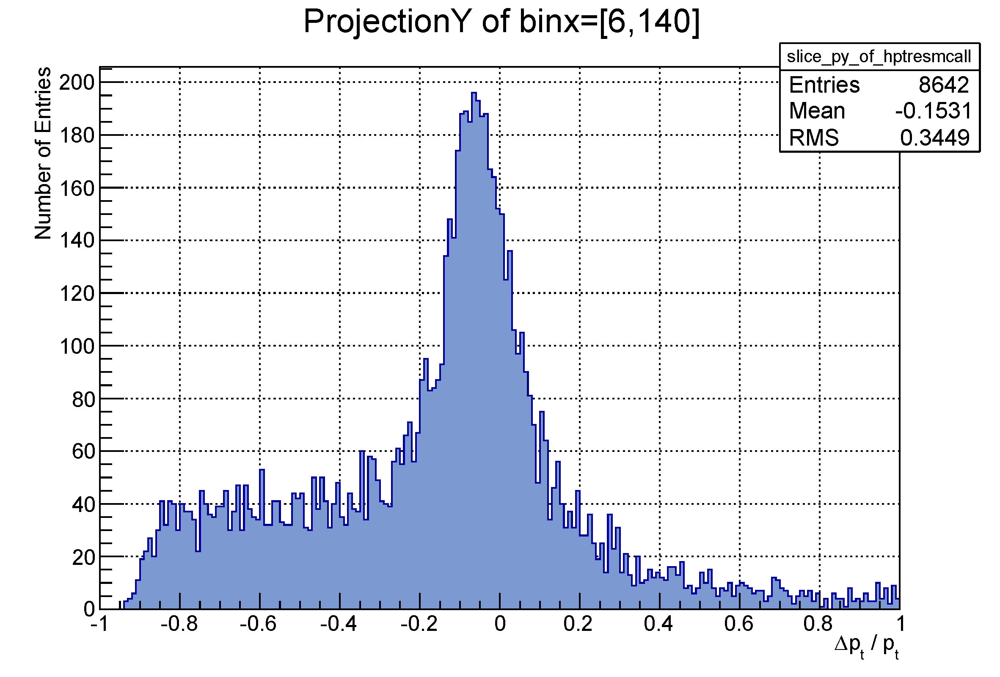 ProjectionY of binx=[6,140]
slice_py_of_hptresmcall
Entries 8642
Mean -0.1531
RMS 0.3449
Number of Entries
200
180
160
140
120
100
80
60
40
20
0
-1 -0.8 -0.6 -0.4 -0.2 0 0.2 0.4 0.6 0.8 1
Δp_t / p_t